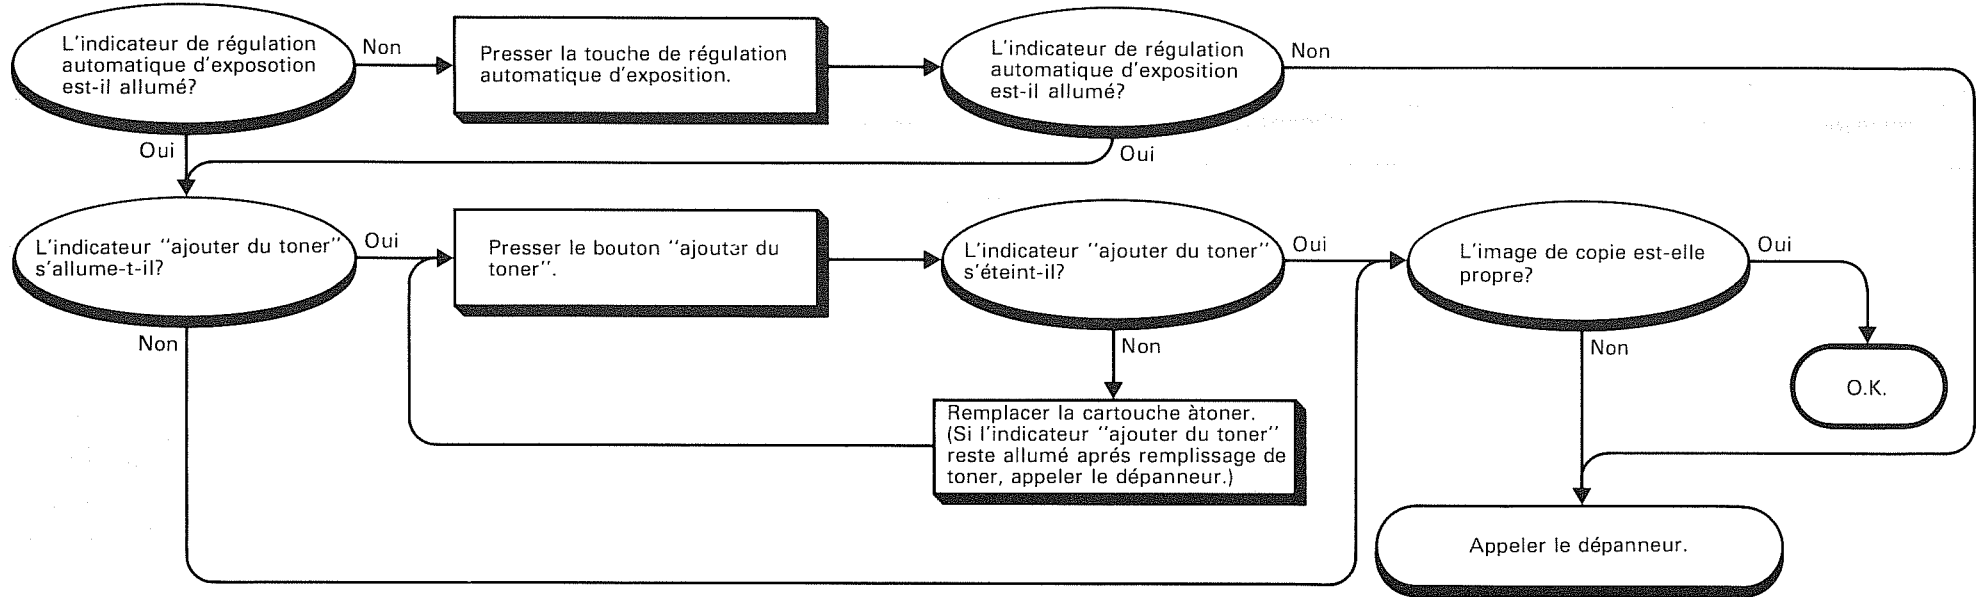 L'indicateur de régulation
automatique d'exposotion
est-il allumé?
Non
Presser la touche de régulation
automatique d'exposition.
L'indicateur de régulation
automatique d'exposition
est-il allumé?
Non
Oui
Oui
L'indicateur "ajouter du toner"
s'allume-t-il?
Oui
Presser le bouton "ajouter du
toner".
L'indicateur "ajouter du toner"
s'éteint-il?
Oui
L'image de copie est-elle
propre?
Oui
Non
Non
Non
O.K.
Remplacer la cartouche àtoner.
(Si l'indicateur "ajouter du toner"
reste allumé aprés remplissage de
toner, appeler le dépanneur.)
Appeler le dépanneur.